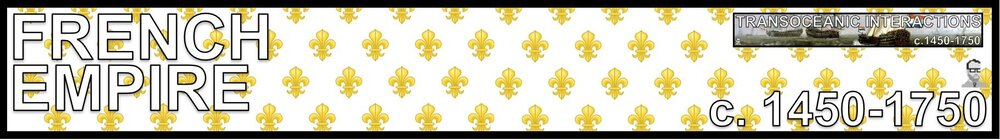 FRENCH
EMPIRE
TRANSOCEANIC INTERACTIONS
c.1450-1750
c. 1450-1750